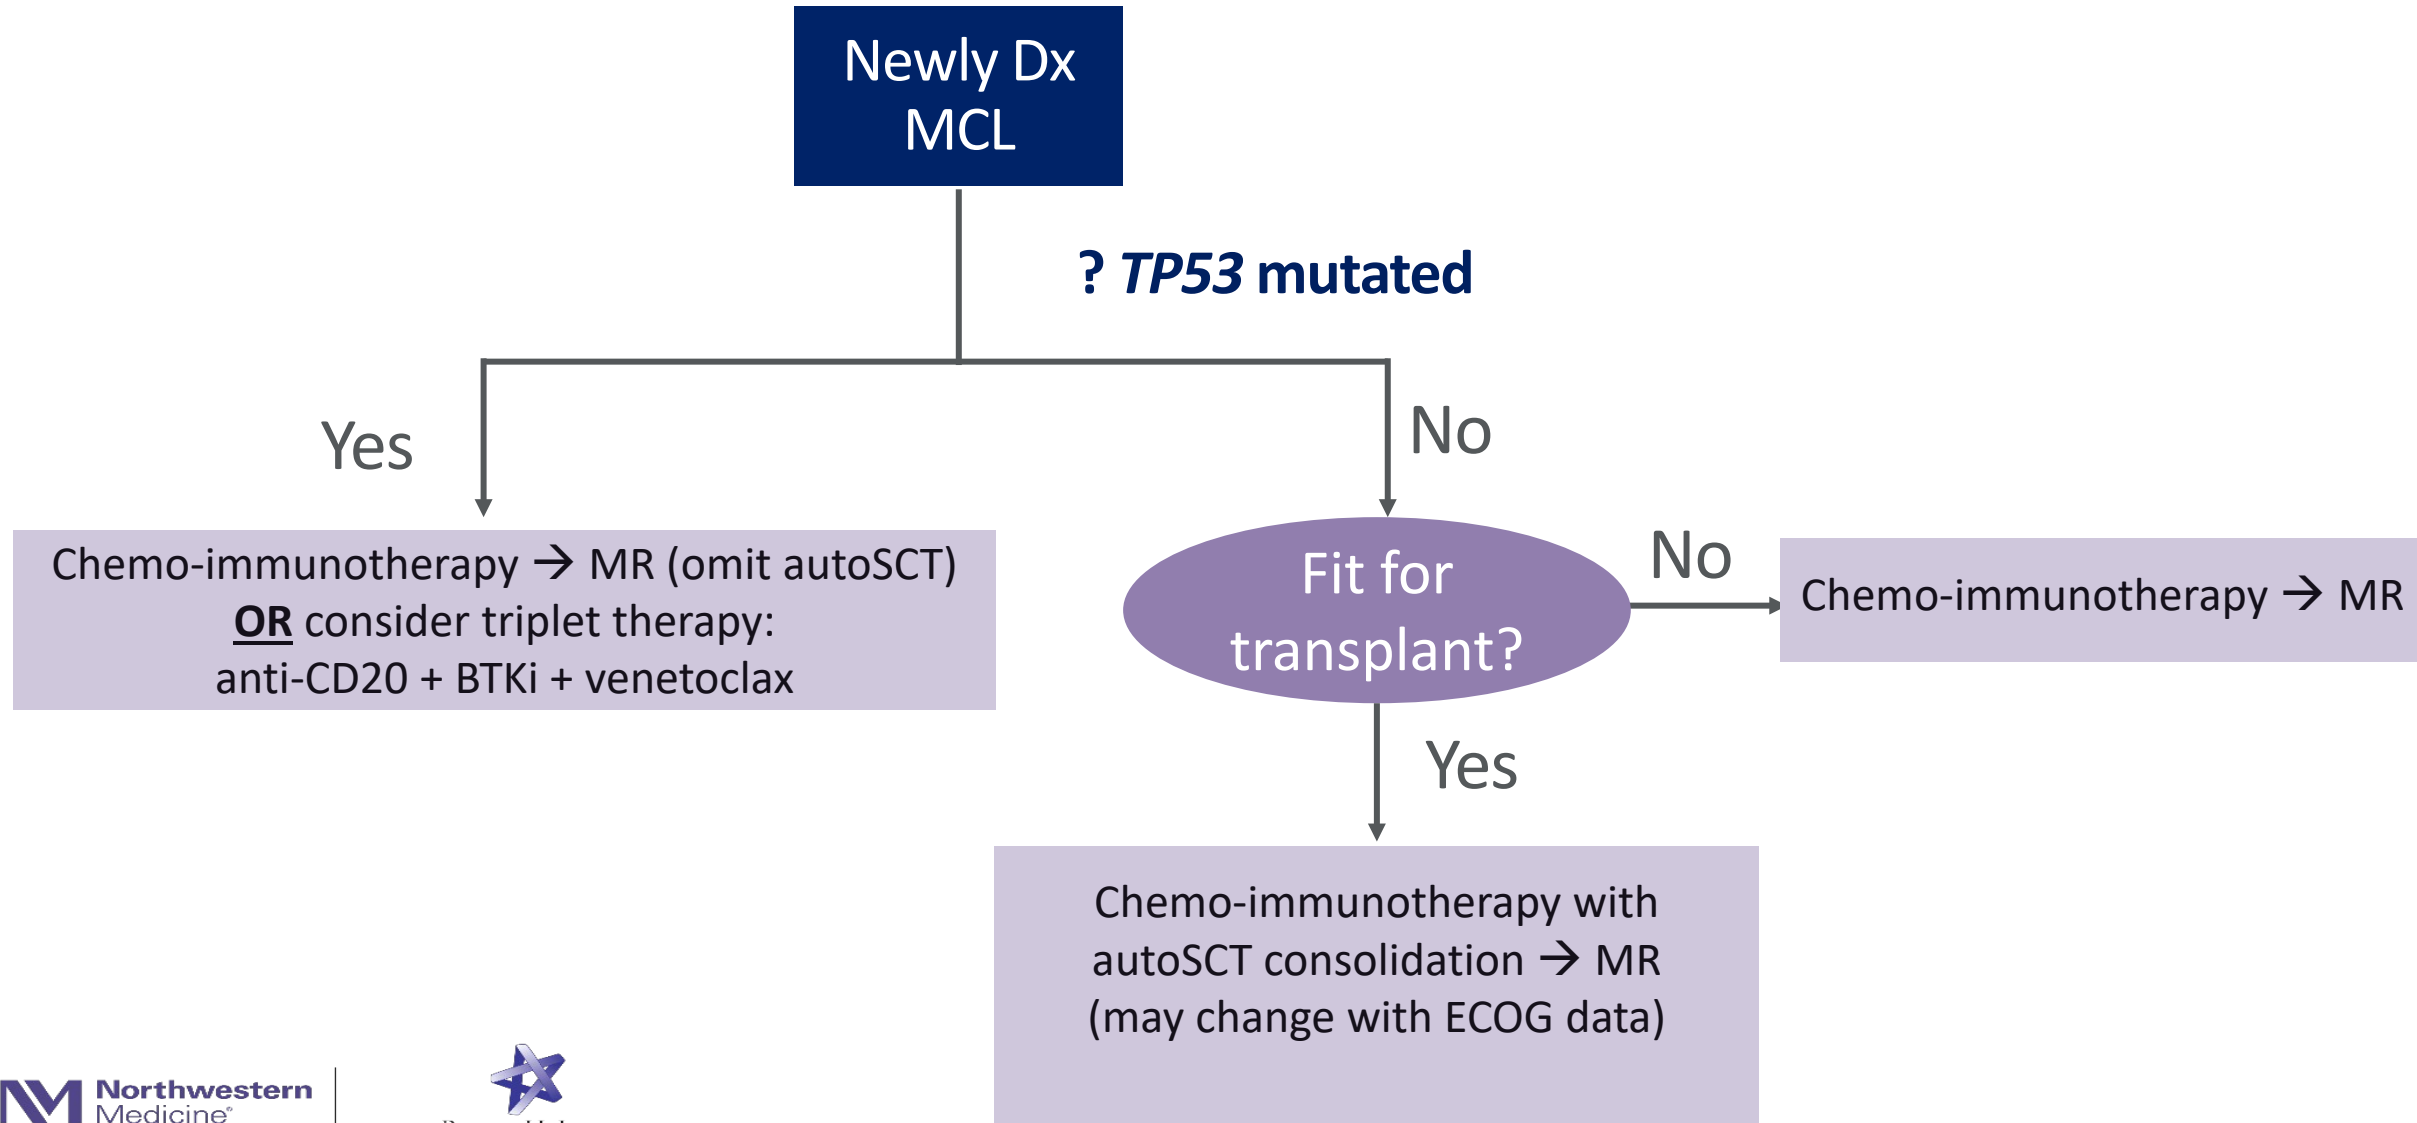 Newly Dx
MCL
? TP53 mutated
Yes
No
Chemo-immunotherapy → MR (omit autoSCT)
OR consider triplet therapy:
anti-CD20 + BTKi + venetoclax
Fit for
transplant?
No
Chemo-immunotherapy → MR
Yes
Chemo-immunotherapy with
autoSCT consolidation → MR
(may change with ECOG data)
NM Northwestern
Medicine®